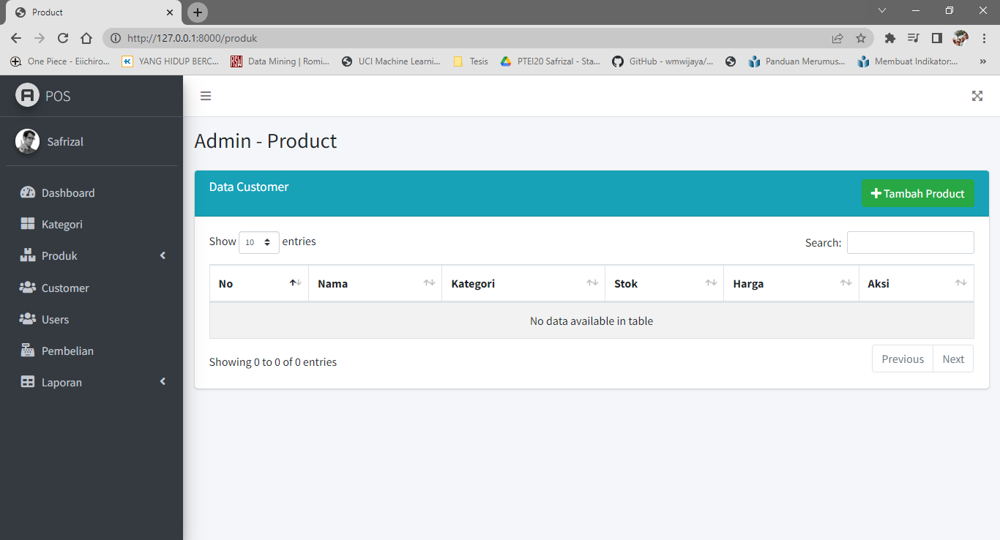 Product
http://127.0.0.1:8000/produk
One Piece - Eiichiro... YANG HIDUP BERC... Data Mining | Romi... UCI Machine Learni... Tesis PTEI20 Safrizal - Sta... GitHub - wmwijaya/... Panduan Merumus... Membuat Indikator:... »
POS
Safrizal
Dashboard
Kategori
Produk
Customer
Users
Pembelian
Laporan
Admin - Product
Data Customer
Tambah Product
Show 10 entries
Search:
No Nama Kategori Stok Harga Aksi
No data available in table
Showing 0 to 0 of 0 entries
Previous Next